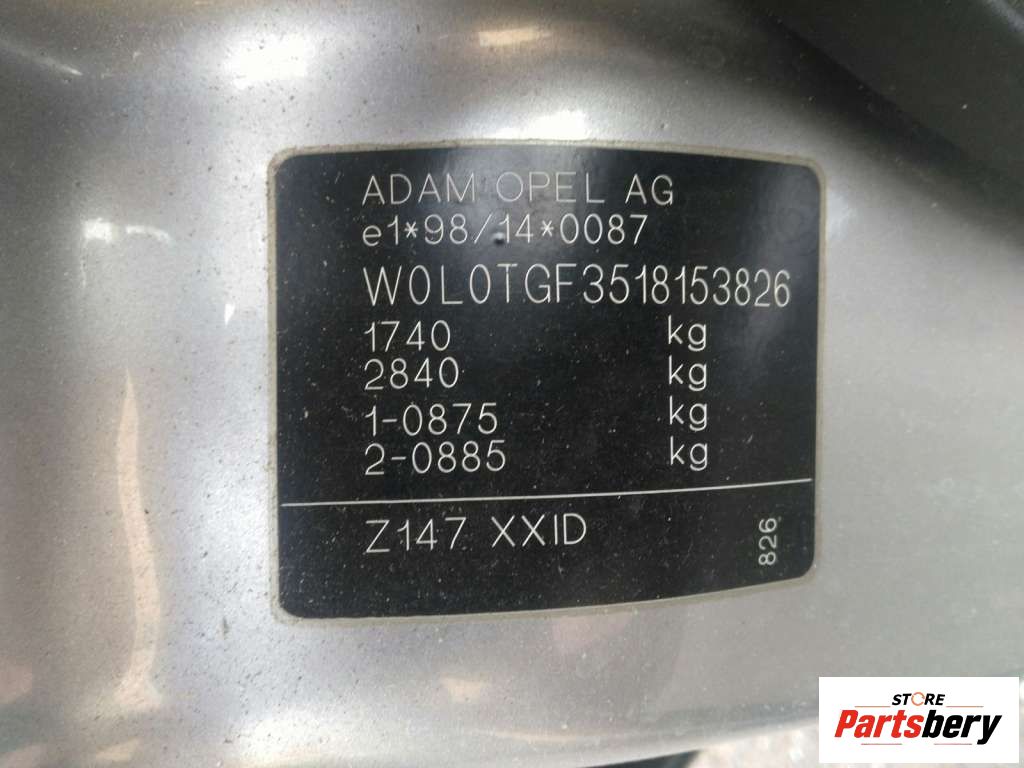 ADAM OPEL AG
e1*98/14*0087
W0L0TGF3518153826
1740 kg
2840 kg
1-0875 kg
2-0885 kg
Z147 XXID
826
STORE
Partsbery